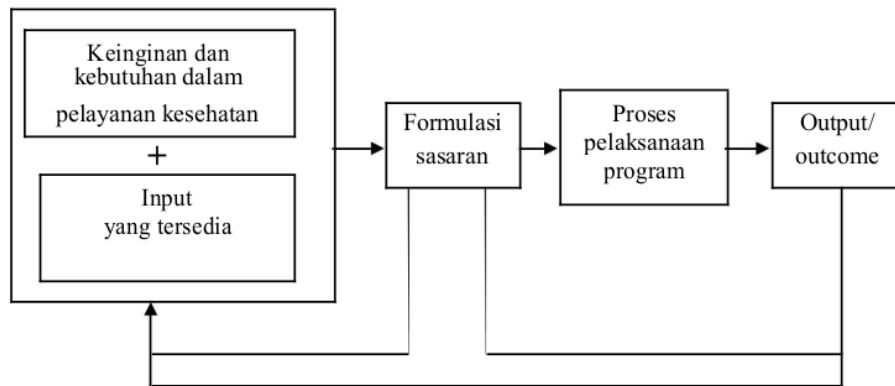 Keinginan dan
kebutuhan dalam
pelayanan kesehatan
+
Input
yang tersedia
Formulasi
sasaran
Proses
pelaksanaan
program
Output/
outcome